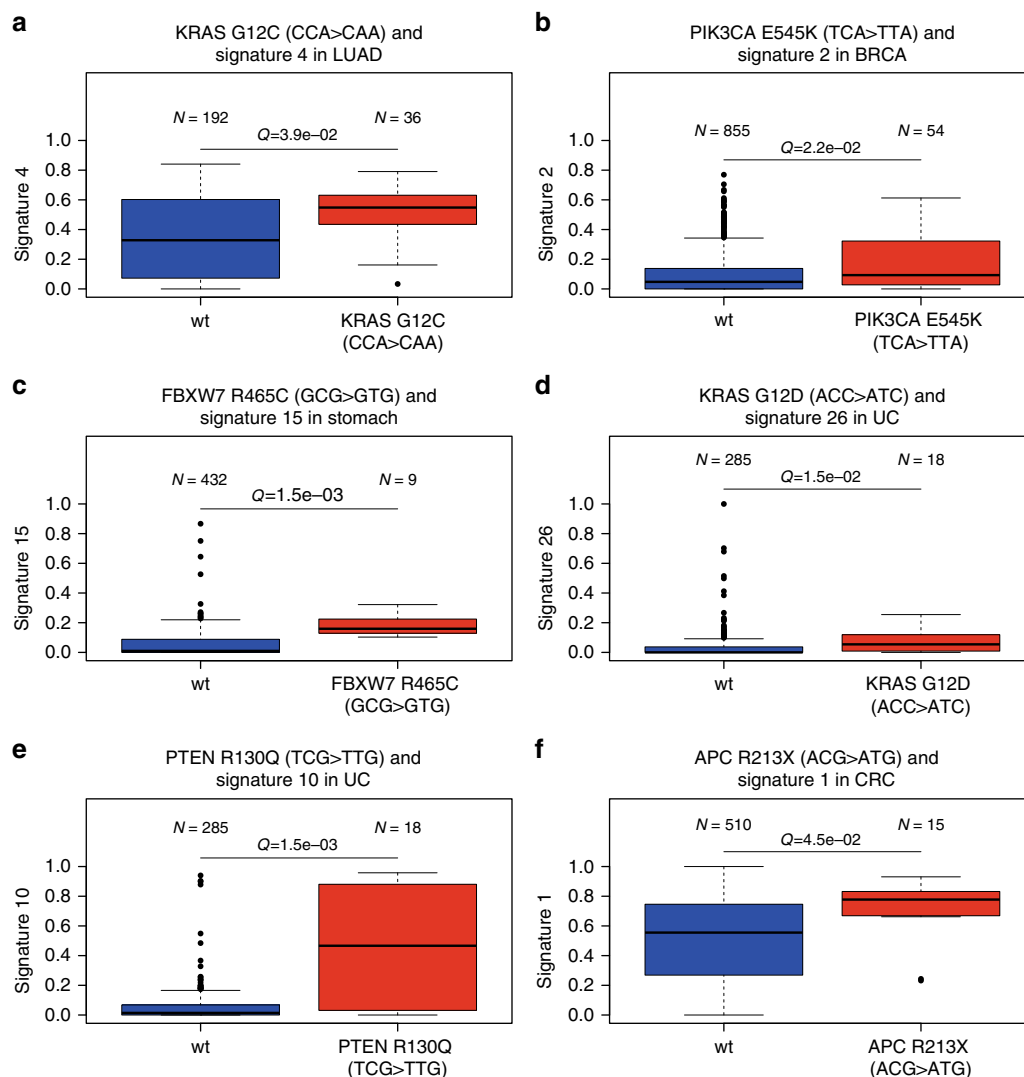 a
KRAS G12C (CCA>CAA) and
signature 4 in LUAD
N = 192
N = 36
Q=3.9e–02
Signature 4
1.0
0.8
0.6
0.4
0.2
0.0
wt
KRAS G12C
(CCA>CAA)
b
PIK3CA E545K (TCA>TTA) and
signature 2 in BRCA
N = 855
N = 54
Q=2.2e–02
Signature 2
1.0
0.8
0.6
0.4
0.2
0.0
wt
PIK3CA E545K
(TCA>TTA)
c
FBXW7 R465C (GCG>GTG) and
signature 15 in stomach
N = 432
N = 9
Q=1.5e–03
Signature 15
1.0
0.8
0.6
0.4
0.2
0.0
wt
FBXW7 R465C
(GCG>GTG)
d
KRAS G12D (ACC>ATC) and
signature 26 in UC
N = 285
N = 18
Q=1.5e–02
Signature 26
1.0
0.8
0.6
0.4
0.2
0.0
wt
KRAS G12D
(ACC>ATC)
e
PTEN R130Q (TCG>TTG) and
signature 10 in UC
N = 285
N = 18
Q=1.5e–03
Signature 10
1.0
0.8
0.6
0.4
0.2
0.0
wt
PTEN R130Q
(TCG>TTG)
f
APC R213X (ACG>ATG) and
signature 1 in CRC
N = 510
N = 15
Q=4.5e–02
Signature 1
1.0
0.8
0.6
0.4
0.2
0.0
wt
APC R213X
(ACG>ATG)